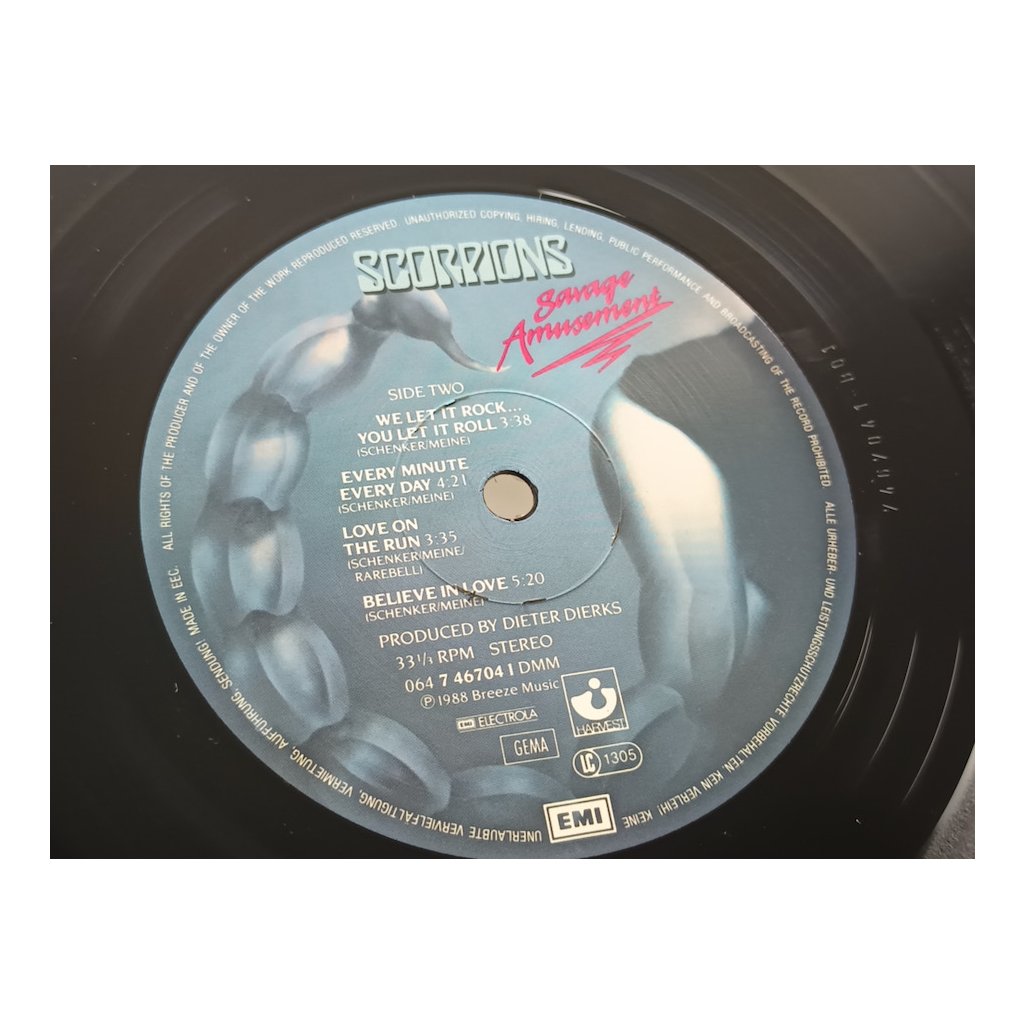 SCORPIONS
Savage
Amusement
SIDE TWO
WE LET IT ROCK...
YOU LET IT ROLL 3:38
(SCHENKER/MEINE)
EVERY MINUTE
EVERY DAY 4:21
(SCHENKER/MEINE)
LOVE ON
THE RUN 3:35
(SCHENKER/MEINE/
RAREBELL)
BELIEVE IN LOVE 5:20
(SCHENKER/MEINE)
PRODUCED BY DIETER DIERKS
33 1/3 RPM STEREO
064 7 46704 1 DMM
Ⓟ 1988 Breeze Music
EMI ELECTROLA
HARVEST
GEMA
LC 1305
EMI
MADE IN EEC. ALL RIGHTS OF THE PRODUCER AND OF THE OWNER OF THE WORK REPRODUCED RESERVED. UNAUTHORIZED COPYING, HIRING, LENDING, PUBLIC PERFORMANCE AND BROADCASTING OF THE RECORD PROHIBITED. ALLE URHEBER- UND LEISTUNGSSCHUTZRECHTE VORBEHALTEN. KEIN VERLEIH! KEINE UNERLAUBTE VERVIELFÄLTIGUNG, VERMIETUNG, AUFFÜHRUNG, SENDUNG!